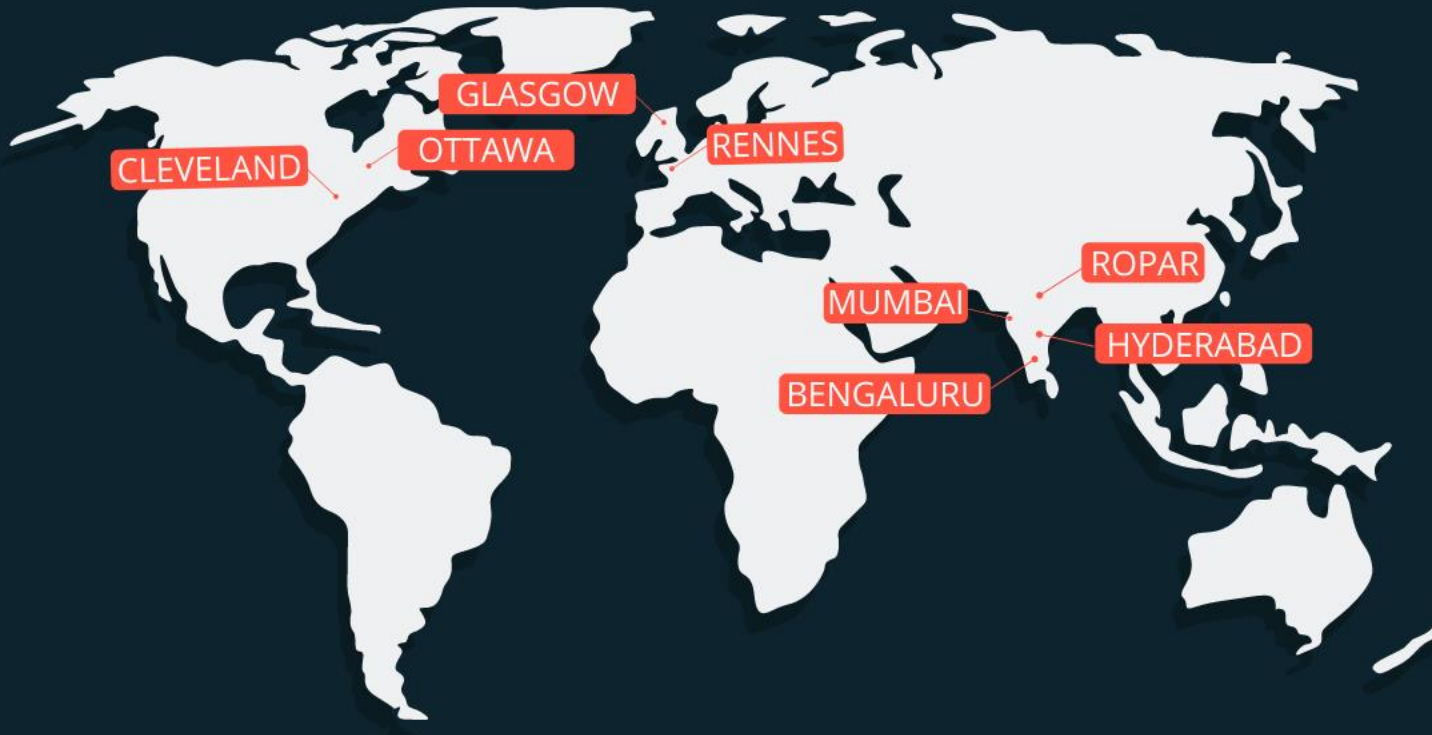 GLASGOW
OTTAWA
RENNES
CLEVELAND
ROPAR
MUMBAI
HYDERABAD
BENGALURU